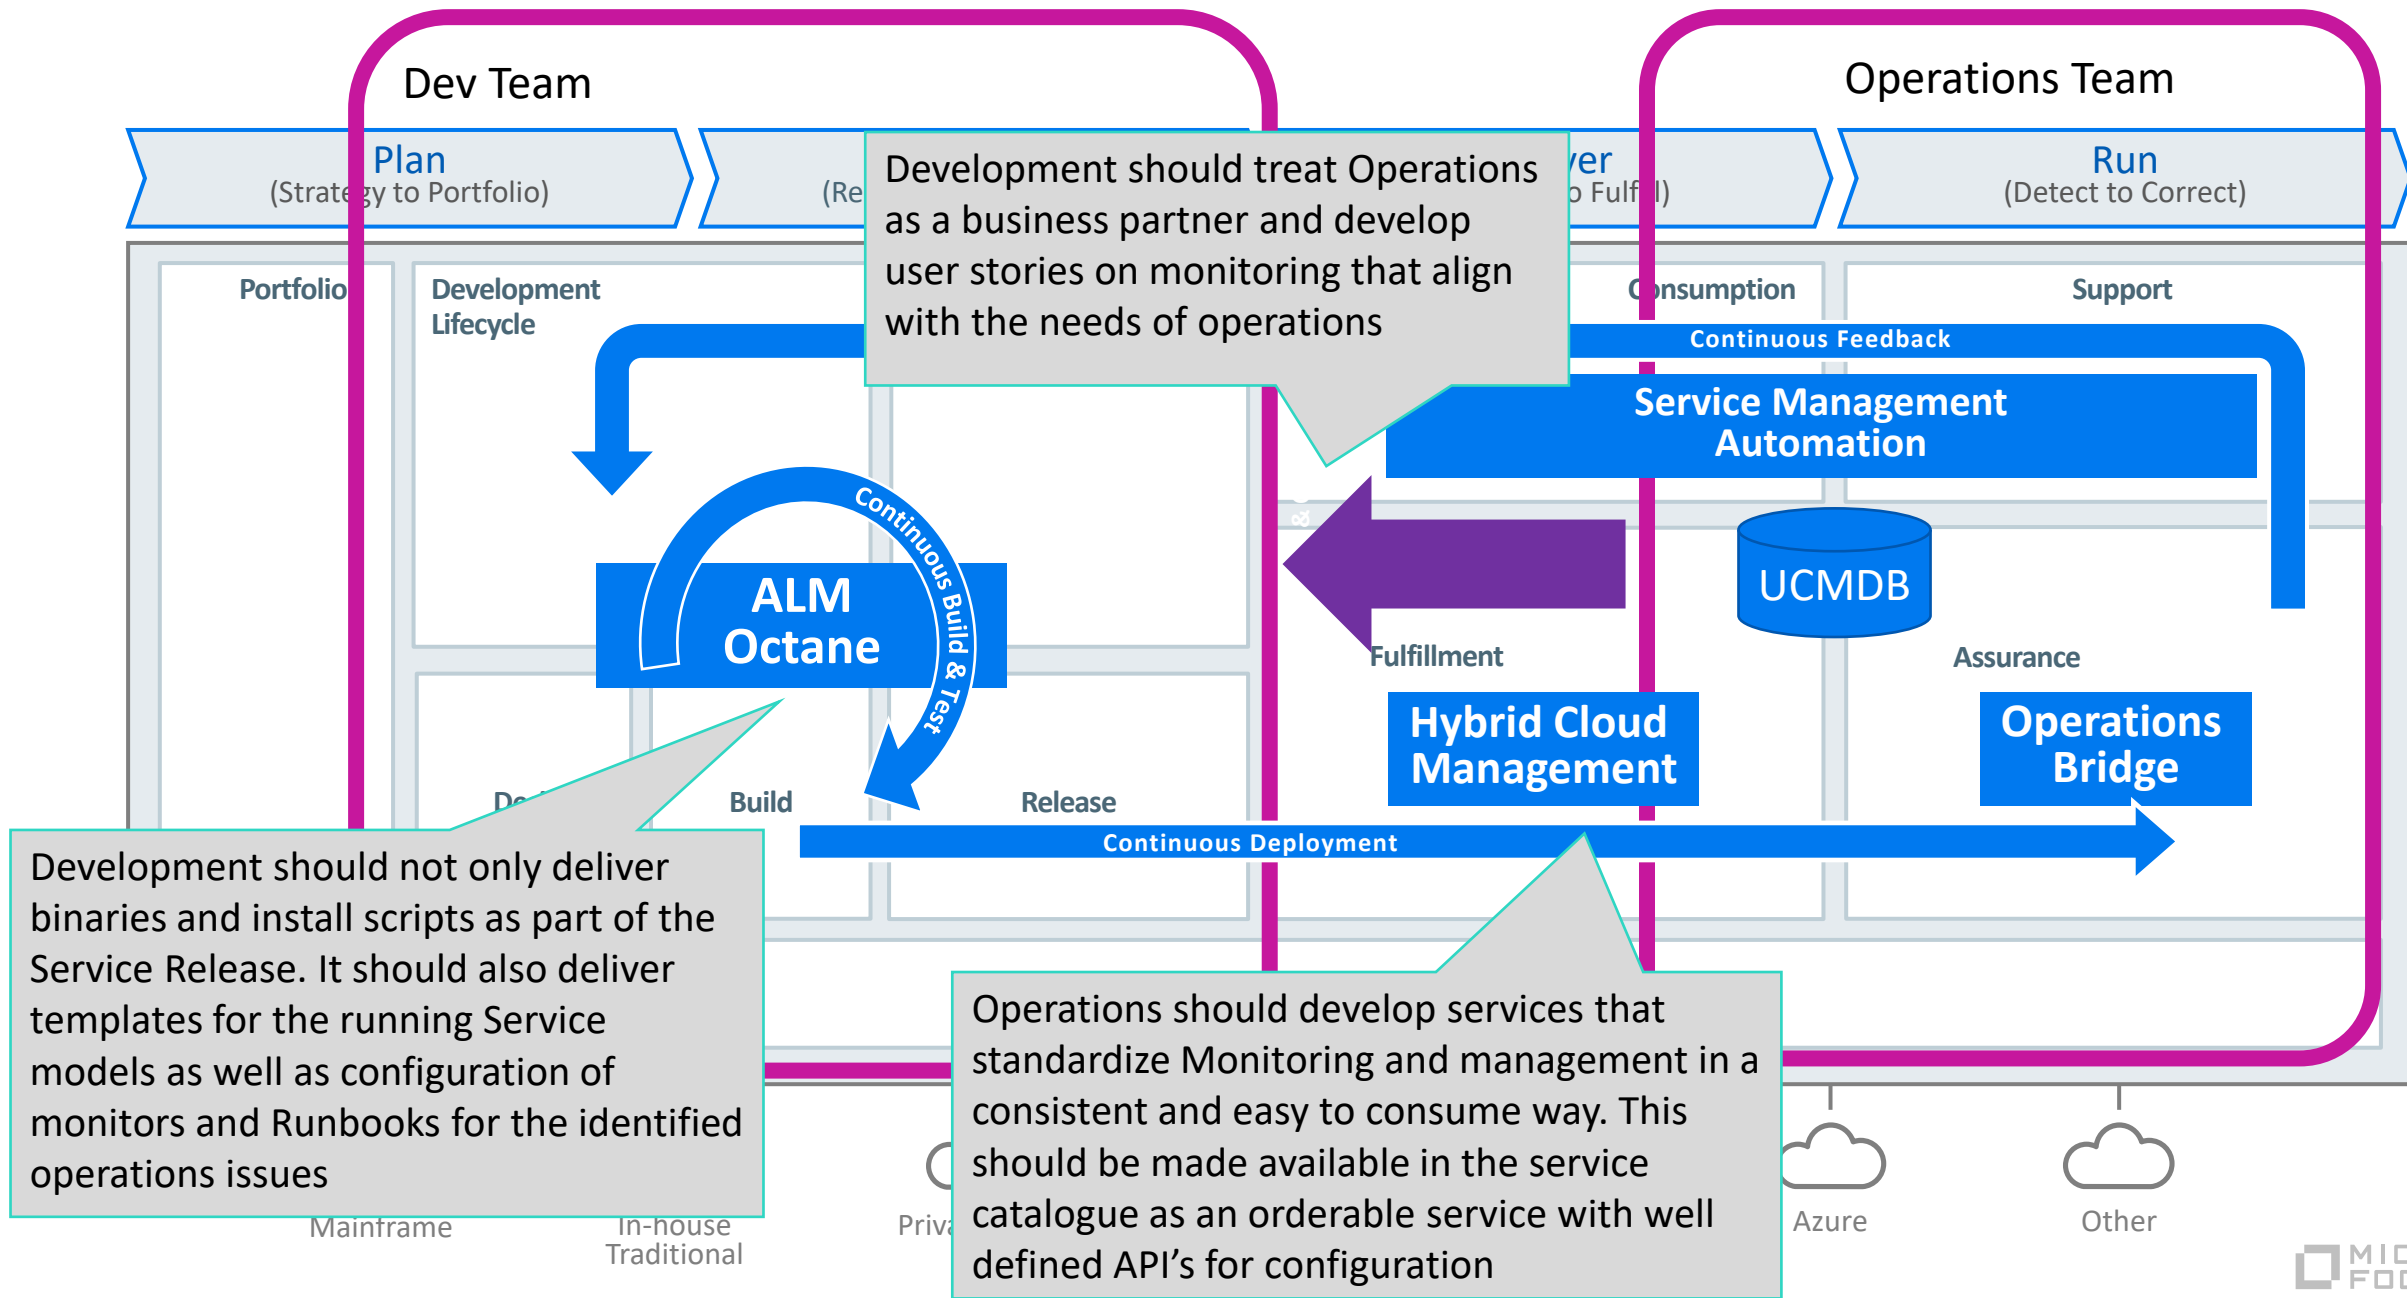 Dev Team
Operations Team
Plan
(Strategy to Portfolio)
Run
(Detect to Correct)
Development should treat Operations
as a business partner and develop
user stories on monitoring that align
with the needs of operations
Portfolio
Development
Lifecycle
Consumption
Support
Continuous Feedback
Service Management
Automation
Continuous Build & Test
&
ALM
Octane
UCMDB
Fulfillment
Assurance
Hybrid Cloud
Management
Operations
Bridge
Build
Release
Continuous Deployment
Development should not only deliver
binaries and install scripts as part of the
Service Release. It should also deliver
templates for the running Service
models as well as configuration of
monitors and Runbooks for the identified
operations issues
Operations should develop services that
standardize Monitoring and management in a
consistent and easy to consume way. This
should be made available in the service
catalogue as an orderable service with well
defined API's for configuration
Mainframe
In-house
Traditional
Azure
Other